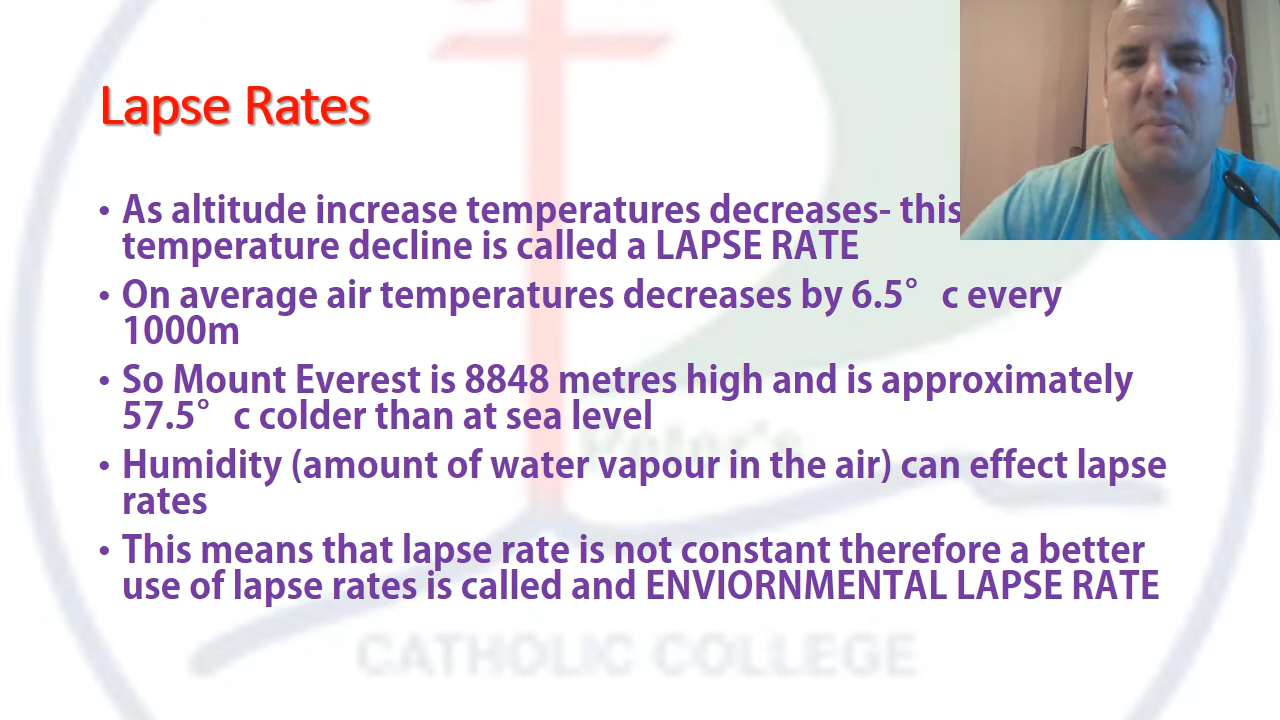 Lapse Rates
• As altitude increase temperatures decreases- this
temperature decline is called a LAPSE RATE
• On average air temperatures decreases by 6.5° c every
1000m
• So Mount Everest is 8848 metres high and is approximately
57.5° c colder than at sea level
• Humidity (amount of water vapour in the air) can effect lapse
rates
• This means that lapse rate is not constant therefore a better
use of lapse rates is called and ENVIORNMENTAL LAPSE RATE
Peter's
CATHOLIC COLLEGE